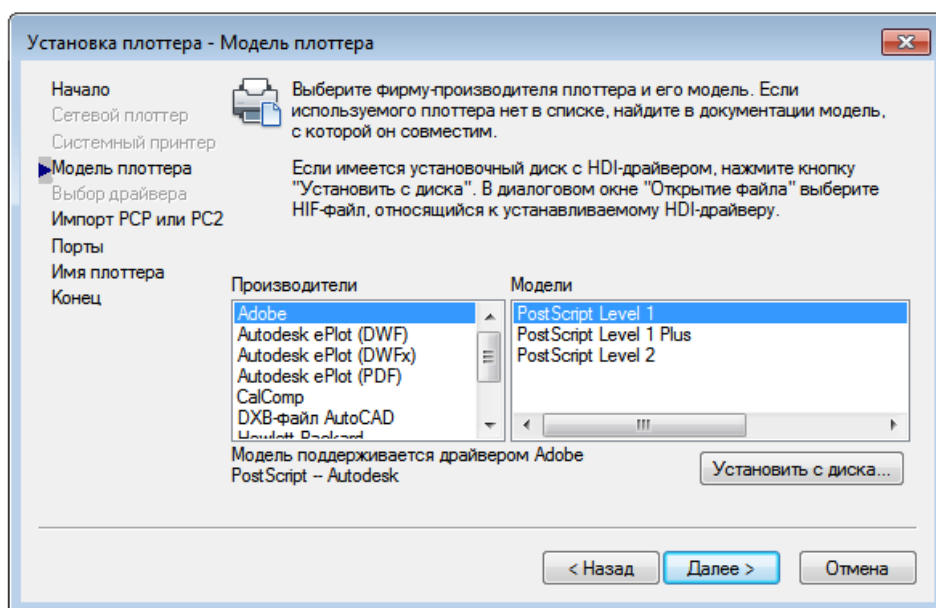 Установка плоттера - Модель плоттера
Начало
Сетевой плоттер
Системный принтер
Модель плоттера
Выбор драйвера
Импорт PCP или PC2
Порты
Имя плоттера
Конец
Выберите фирму-производителя плоттера и его модель. Если
используемого плоттера нет в списке, найдите в документации модель,
с которой он совместим.
Если имеется установочный диск с HDI-драйвером, нажмите кнопку
"Установить с диска". В диалоговом окне "Открытие файла" выберите
HIF-файл, относящийся к устанавливаемому HDI-драйверу.
Производители
Adobe
Autodesk ePlot (DWF)
Autodesk ePlot (DWFx)
Autodesk ePlot (PDF)
CalComp
DXB-файл AutoCAD
Hewlett-Packard
Модели
PostScript Level 1
PostScript Level 1 Plus
PostScript Level 2
Модель поддерживается драйвером Adobe
PostScript -- Autodesk
Установить с диска...
< Назад
Далее >
Отмена